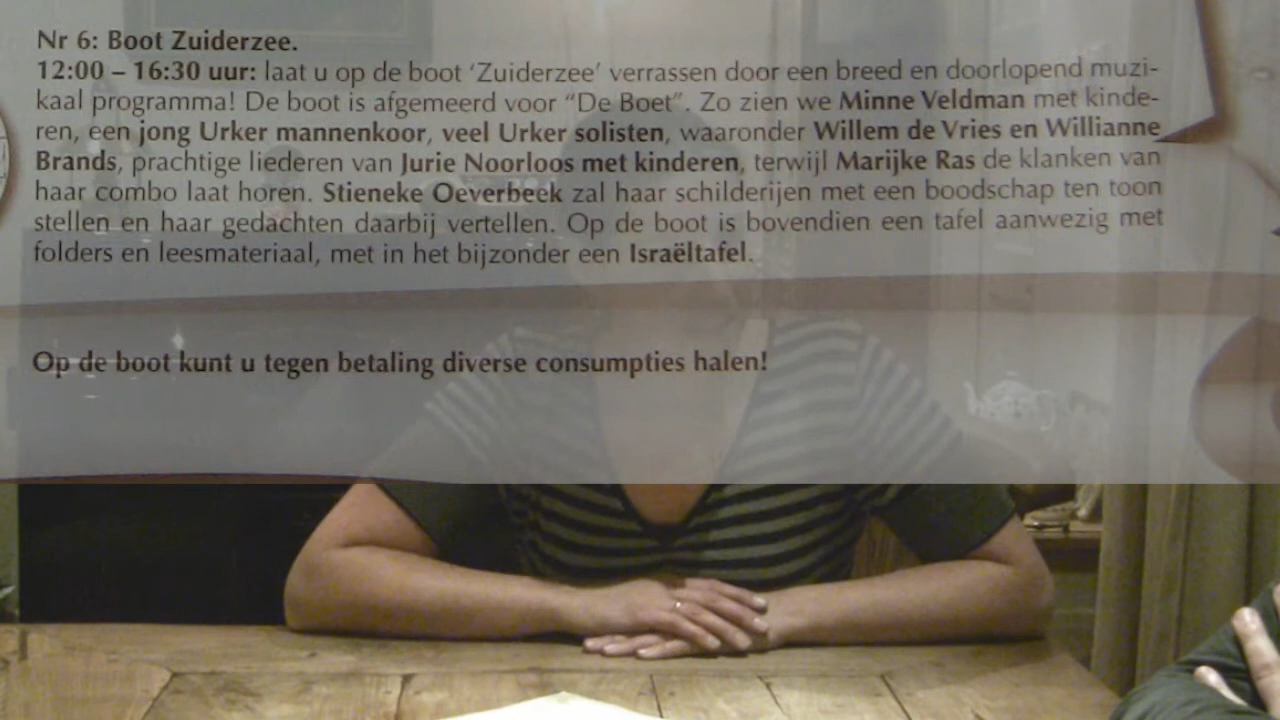 Nr 6: Boot Zuiderzee.
12:00 – 16:30 uur: laat u op de boot ‘Zuiderzee’ verrassen door een breed en doorlopend muzi-
kaal programma! De boot is afgemeerd voor “De Boet”. Zo zien we Minne Veldman met kinde-
ren, een jong Urker mannenkoor, veel Urker solisten, waaronder Willem de Vries en Willianne
Brands, prachtige liederen van Jurie Noorloos met kinderen, terwijl Marijke Ras de klanken van
haar combo laat horen. Stieneke Oeverbeek zal haar schilderijen met een boodschap ten toon
stellen en haar gedachten daarbij vertellen. Op de boot is bovendien een tafel aanwezig met
folders en leesmateriaal, met in het bijzonder een Israëltafel.
Op de boot kunt u tegen betaling diverse consumpties halen!